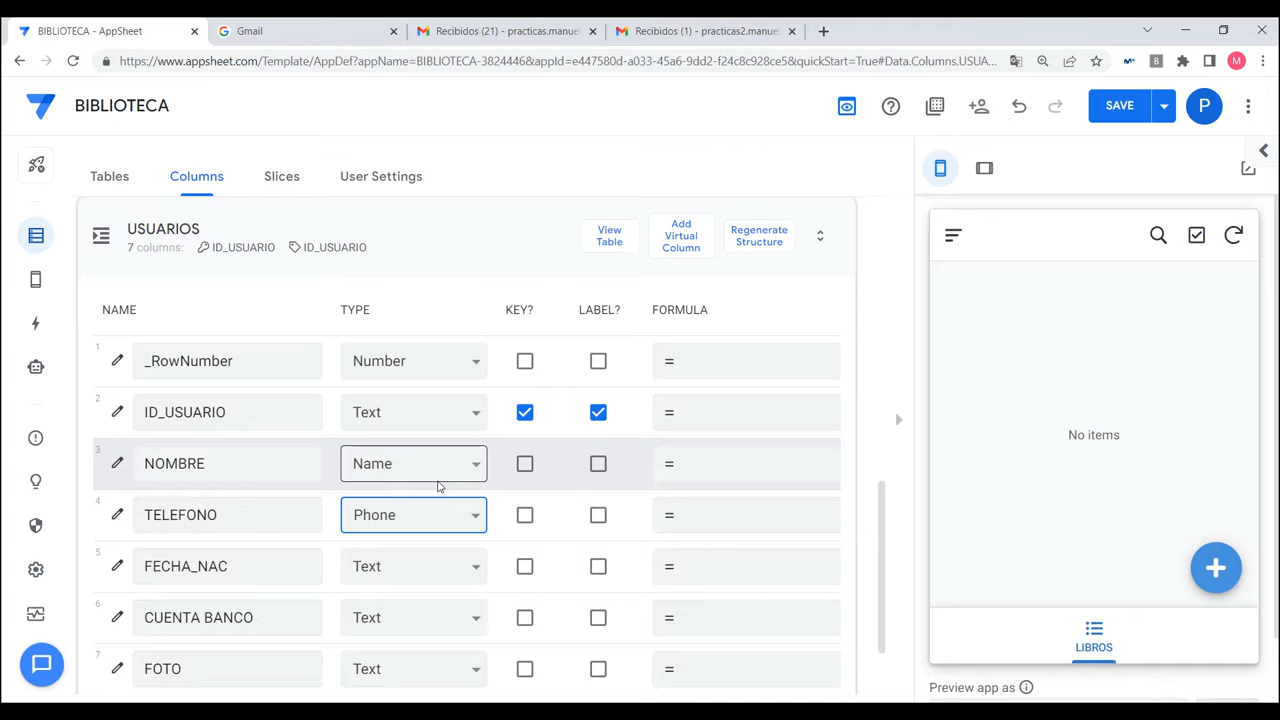 BIBLIOTECA - AppSheet
Gmail
Recibidos (21) - practicas.manuel
Recibidos (1) - practicas2.manuel
https://www.appsheet.com/Template/AppDef?appName=BIBLIOTECA-3824446&appId=e447580d-a033-45a6-9dd2-f24c8c928ce5&quickStart=True#Data.Columns.USUA...
M
BIBLIOTECA
SAVE
P
Tables
Columns
Slices
User Settings
USUARIOS
7 columns: ID_USUARIO ID_USUARIO
View
Table
Add
Virtual
Column
Regenerate
Structure
NAME TYPE KEY? LABEL? FORMULA
1 _RowNumber Number =
2 ID_USUARIO Text =
3 NOMBRE Name =
4 TELEFONO Phone =
5 FECHA_NAC Text =
6 CUENTA BANCO Text =
7 FOTO Text =
No items
LIBROS
Preview app as